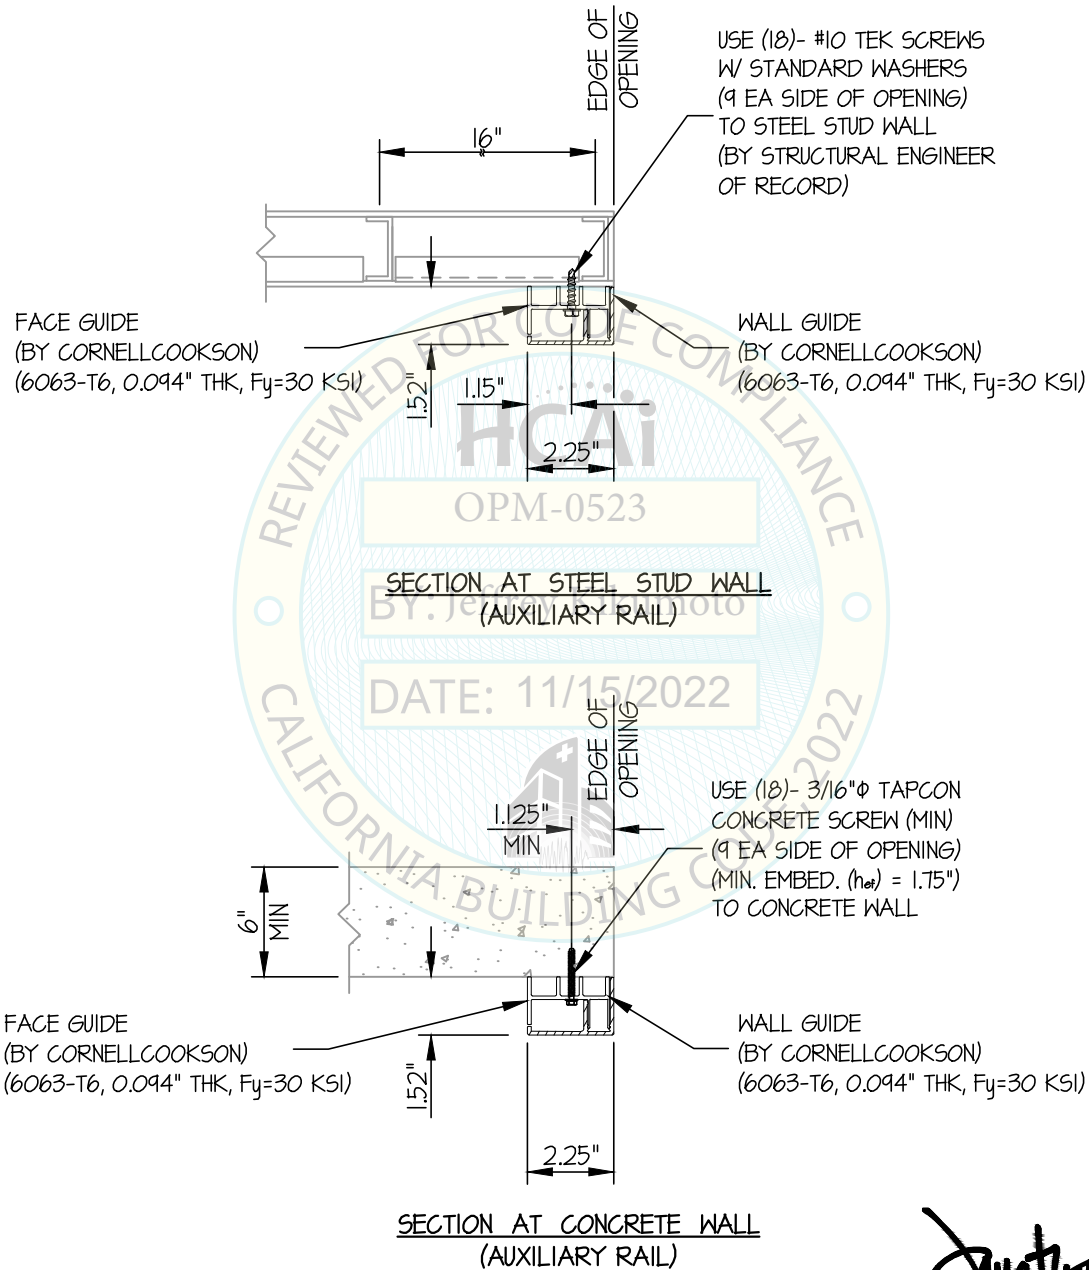 EDGE OF
OPENING
USE (18)- #10 TEK SCREWS
W/ STANDARD WASHERS
(9 EA SIDE OF OPENING)
TO STEEL STUD WALL
(BY STRUCTURAL ENGINEER
OF RECORD)
16"
FACE GUIDE
(BY CORNELLCOOKSON)
(6063-T6, 0.094" THK, Fy=30 KSI)
WALL GUIDE
(BY CORNELLCOOKSON)
(6063-T6, 0.094" THK, Fy=30 KSI)
1.52"
1.15"
2.25"
REVIEWED FOR CODE COMPLIANCE
HCAi
OPM-0523
SECTION AT STEEL STUD WALL
(AUXILIARY RAIL)
BY: Jeffrey Kikumoto
DATE: 11/15/2022
CALIFORNIA BUILDING CODE, 2022
EDGE OF
OPENING
1.125"
MIN
USE (18)- 3/16"Φ TAPCON
CONCRETE SCREW (MIN)
(9 EA SIDE OF OPENING)
(MIN. EMBED. (hef) = 1.75")
TO CONCRETE WALL
6"
MIN
FACE GUIDE
(BY CORNELLCOOKSON)
(6063-T6, 0.094" THK, Fy=30 KSI)
WALL GUIDE
(BY CORNELLCOOKSON)
(6063-T6, 0.094" THK, Fy=30 KSI)
1.52"
2.25"
SECTION AT CONCRETE WALL
(AUXILIARY RAIL)